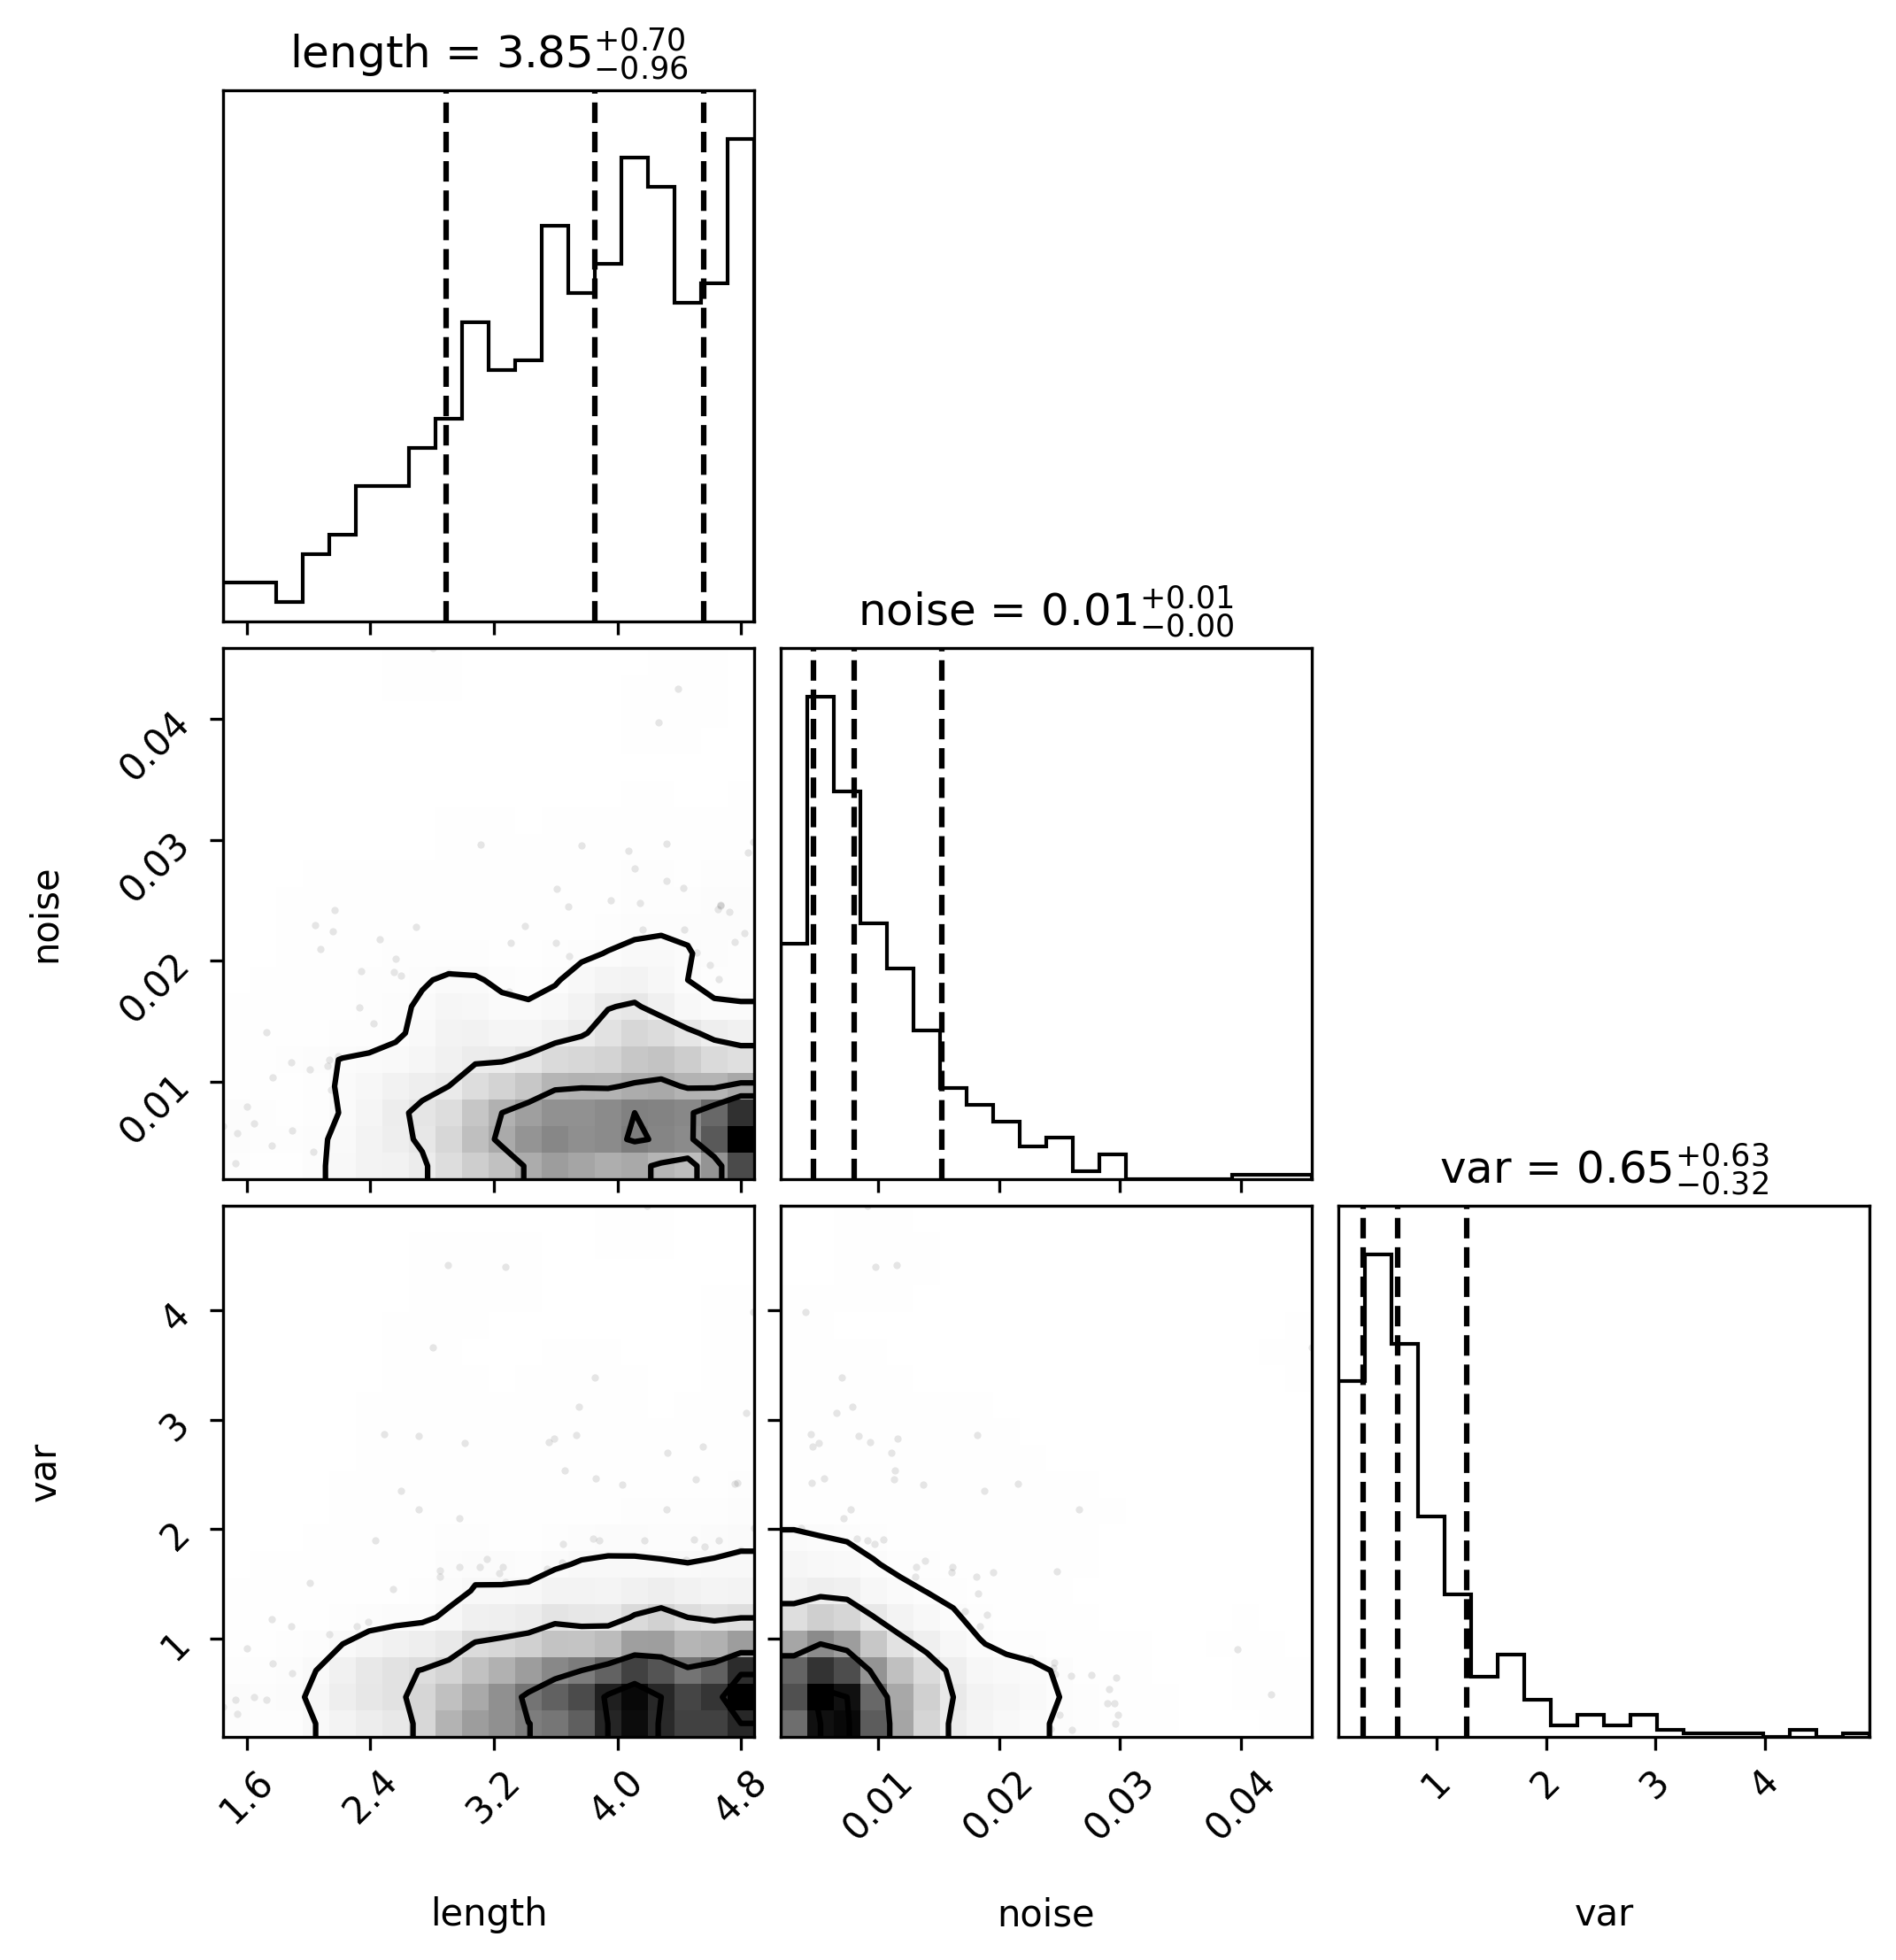 length = 3.85+0.70−0.96
noise = 0.01+0.01−0.00
0.04
0.03
0.02
0.01
noise
var = 0.65+0.63−0.32
4
3
2
1
var
1.6 2.4 3.2 4.0 4.8 0.01 0.02 0.03 0.04 1 2 3 4
length noise var